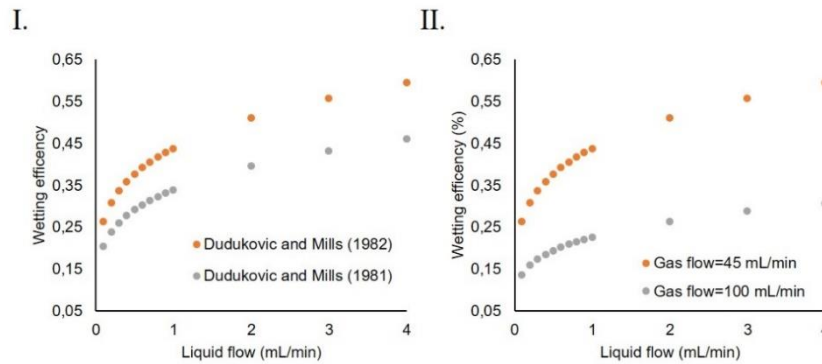 I.
0,65
0,55
0,45
0,35
0,25
0,15
0,05
Wetting efficency
Dudukovic and Mills (1982)
Dudukovic and Mills (1981)
0 1 2 3 4
Liquid flow (mL/min)
II.
0,65
0,55
0,45
0,35
0,25
0,15
0,05
Wetting efficency (%)
Gas flow=45 mL/min
Gas flow=100 mL/min
0 1 2 3 4
Liquid flow (mL/min)